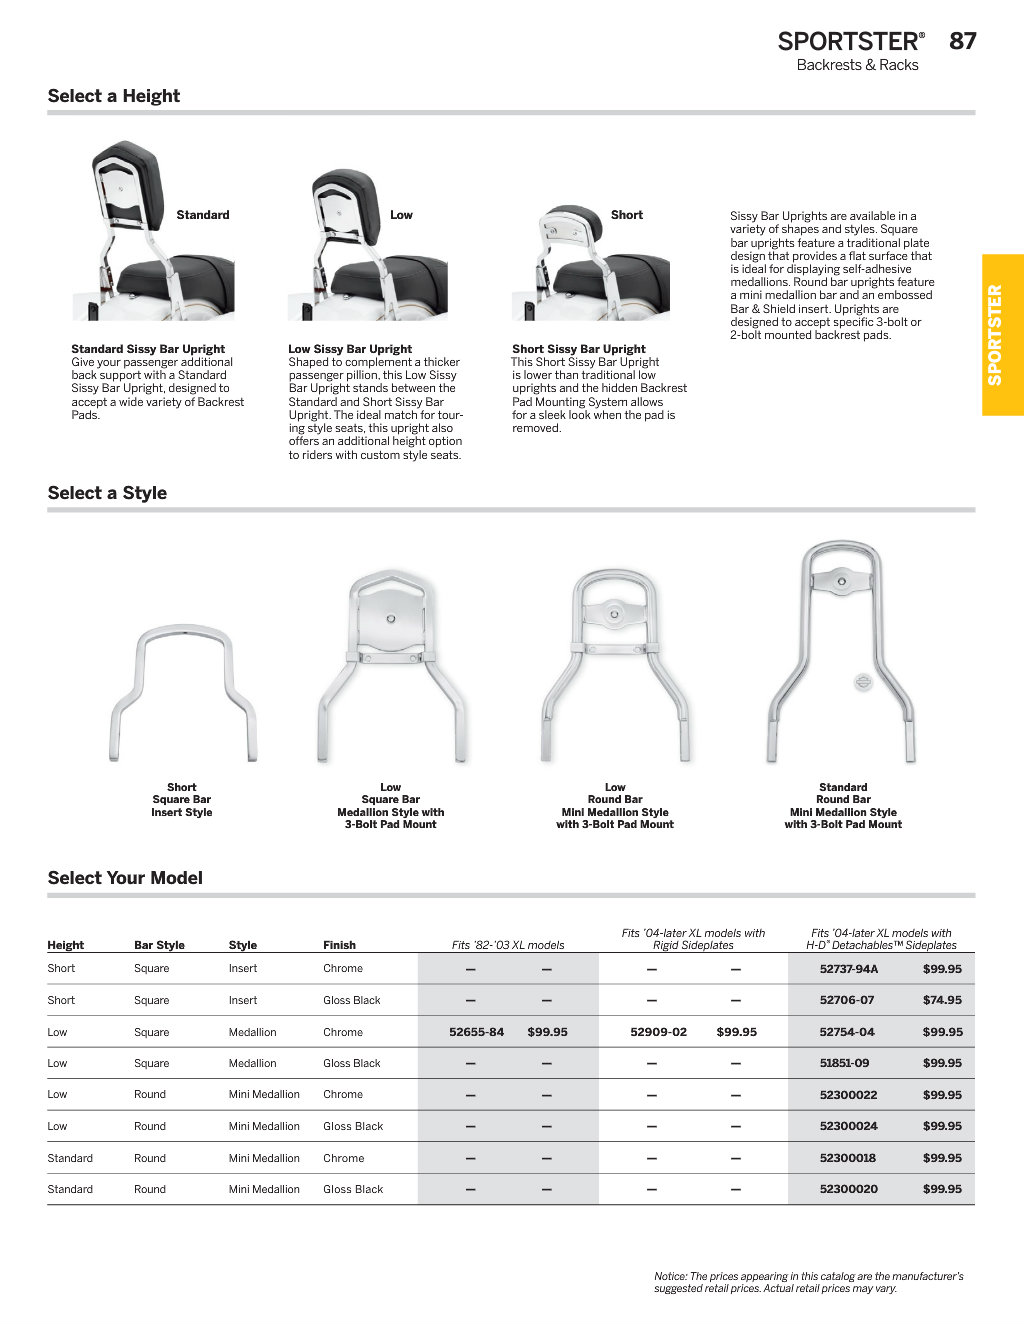 SPORTSTER® 87
Backrests & Racks
Select a Height
Standard
Low
Short
Standard Sissy Bar Upright
Give your passenger additional
back support with a Standard
Sissy Bar Upright, designed to
accept a wide variety of Backrest
Pads.
Low Sissy Bar Upright
Shaped to complement a thicker
passenger pillion, this Low Sissy
Bar Upright stands between the
Standard and Short Sissy Bar
Upright. The ideal match for tour-
ing style seats, this upright also
offers an additional height option
to riders with custom style seats.
Short Sissy Bar Upright
This Short Sissy Bar Upright
is lower than traditional low
uprights and the hidden Backrest
Pad Mounting System allows
for a sleek look when the pad is
removed.
Sissy Bar Uprights are available in a
variety of shapes and styles. Square
bar uprights feature a traditional plate
design that provides a flat surface that
is ideal for displaying self-adhesive
medallions. Round bar uprights feature
a mini medallion bar and an embossed
Bar & Shield insert. Uprights are
designed to accept specific 3-bolt or
2-bolt mounted backrest pads.
SPORTSTER
Select a Style
Short
Square Bar
Insert Style
Low
Square Bar
Medallion Style with
3-Bolt Pad Mount
Low
Round Bar
Mini Medallion Style
with 3-Bolt Pad Mount
Standard
Round Bar
Mini Medallion Style
with 3-Bolt Pad Mount
Select Your Model
Height Bar Style Style Finish Fits '82-'03 XL models Fits '04-later XL models with Rigid Sideplates Fits '04-later XL models with H-D® Detachables™ Sideplates
Short Square Insert Chrome — — — — 52737-94A $99.95
Short Square Insert Gloss Black — — — — 52706-07 $74.95
Low Square Medallion Chrome 52655-84 $99.95 52909-02 $99.95 52754-04 $99.95
Low Square Medallion Gloss Black — — — — 51851-09 $99.95
Low Round Mini Medallion Chrome — — — — 52300022 $99.95
Low Round Mini Medallion Gloss Black — — — — 52300024 $99.95
Standard Round Mini Medallion Chrome — — — — 52300018 $99.95
Standard Round Mini Medallion Gloss Black — — — — 52300020 $99.95
Notice: The prices appearing in this catalog are the manufacturer's
suggested retail prices. Actual retail prices may vary.